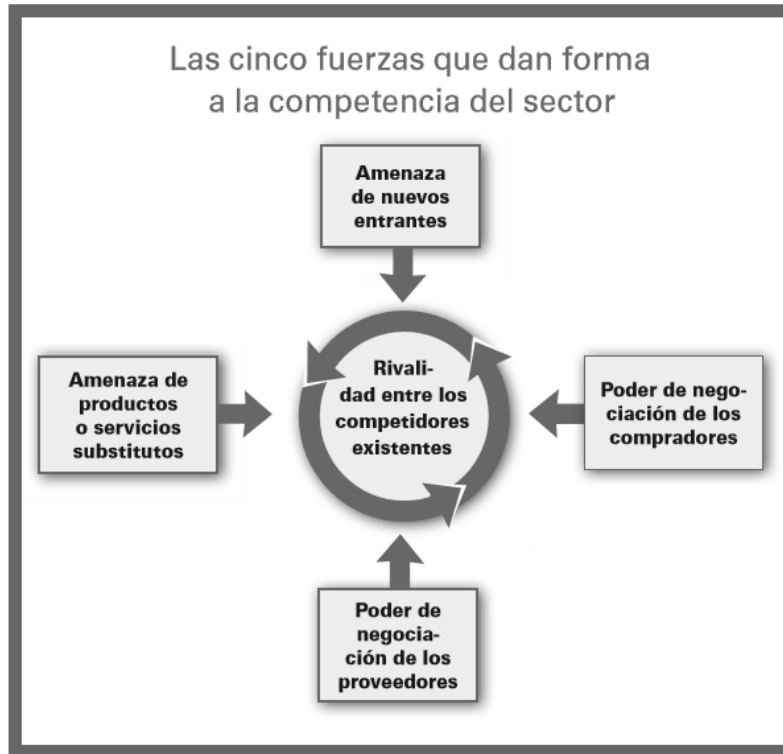 Las cinco fuerzas que dan forma
a la competencia del sector
Amenaza
de nuevos
entrantes
Amenaza de
productos
o servicios
substitutos
Rivali-
dad entre los
competidores
existentes
Poder de nego-
ciación de los
compradores
Poder de
negocia-
ción de los
proveedores